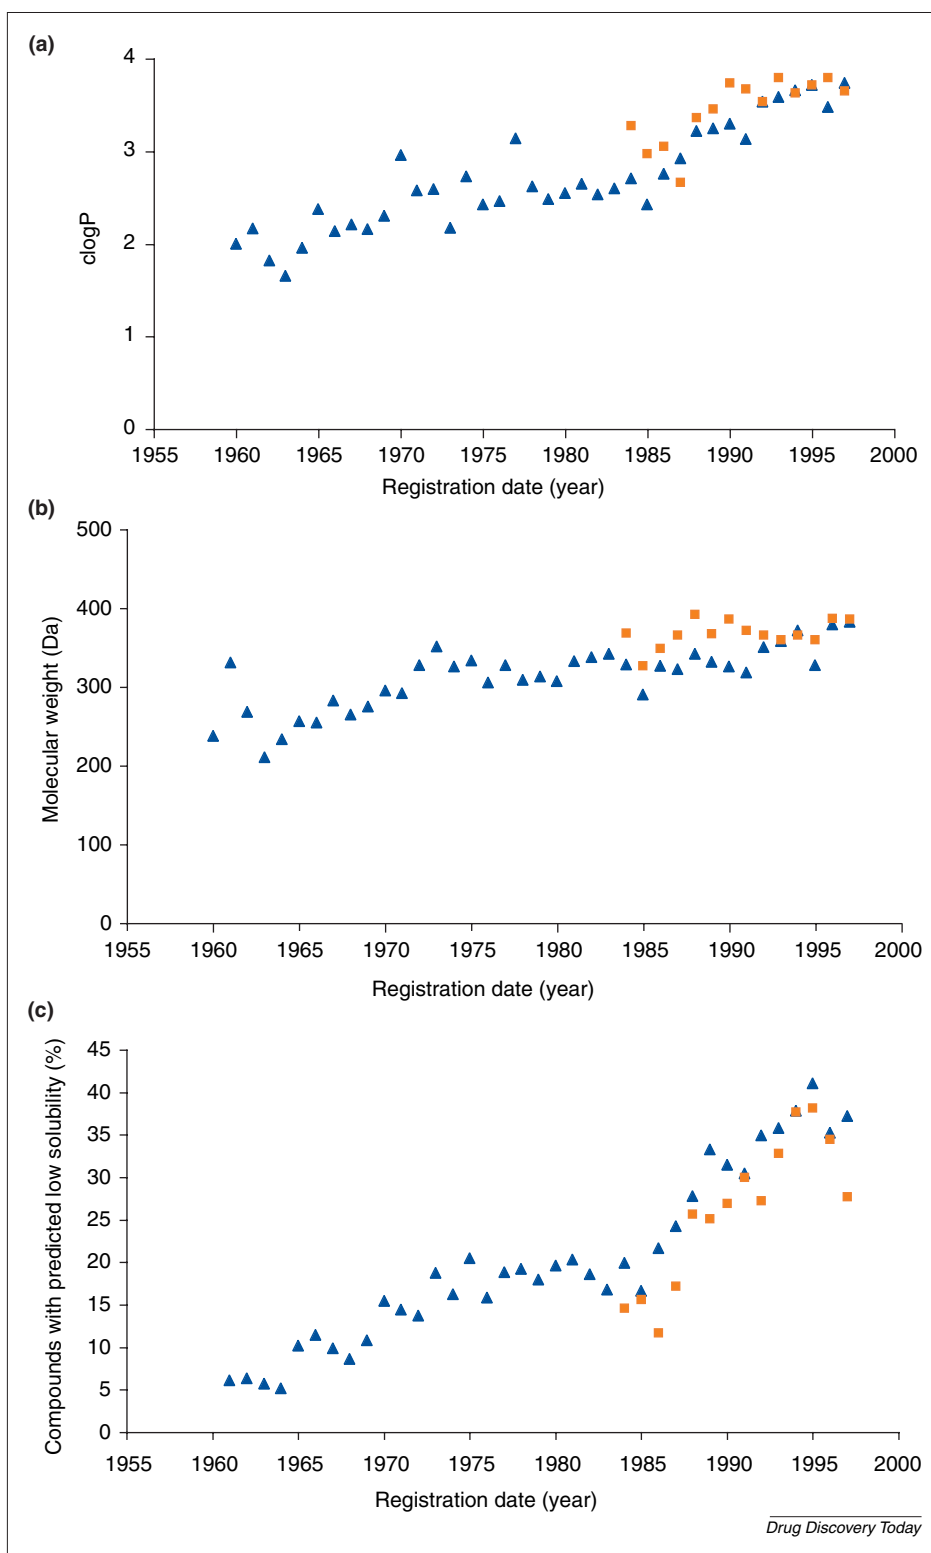 (a)
4
3
2
1
0
clogP
1955 1960 1965 1970 1975 1980 1985 1990 1995 2000
Registration date (year)
(b)
500
400
300
200
100
0
Molecular weight (Da)
1955 1960 1965 1970 1975 1980 1985 1990 1995 2000
Registration date (year)
(c)
45
40
35
30
25
20
15
10
5
0
Compounds with predicted low solubility (%)
1955 1960 1965 1970 1975 1980 1985 1990 1995 2000
Registration date (year)
Drug Discovery Today